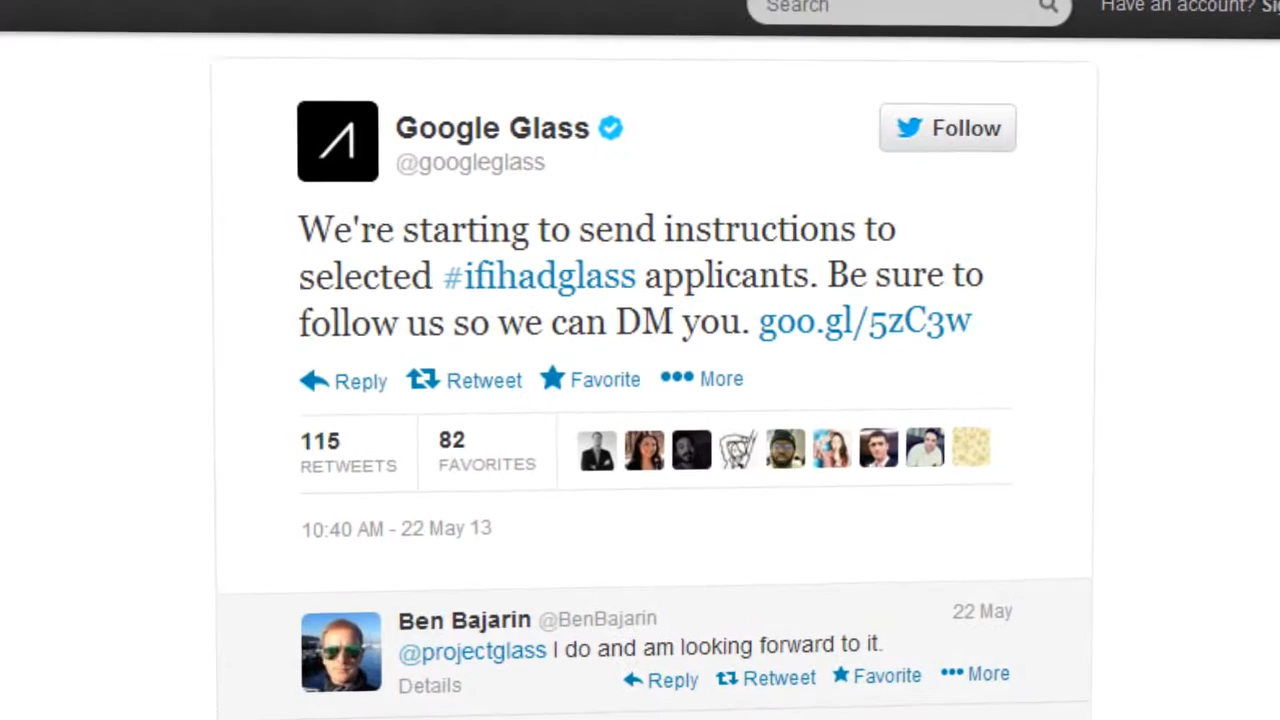 Search
Have an account?
Google Glass
@googleglass
Follow
We're starting to send instructions to
selected #ifihadglass applicants. Be sure to
follow us so we can DM you. goo.gl/5zC3w
Reply Retweet Favorite More
115 82
RETWEETS FAVORITES
10:40 AM - 22 May 13
Ben Bajarin @BenBajarin 22 May
@projectglass I do and am looking forward to it.
Details Reply Retweet Favorite More